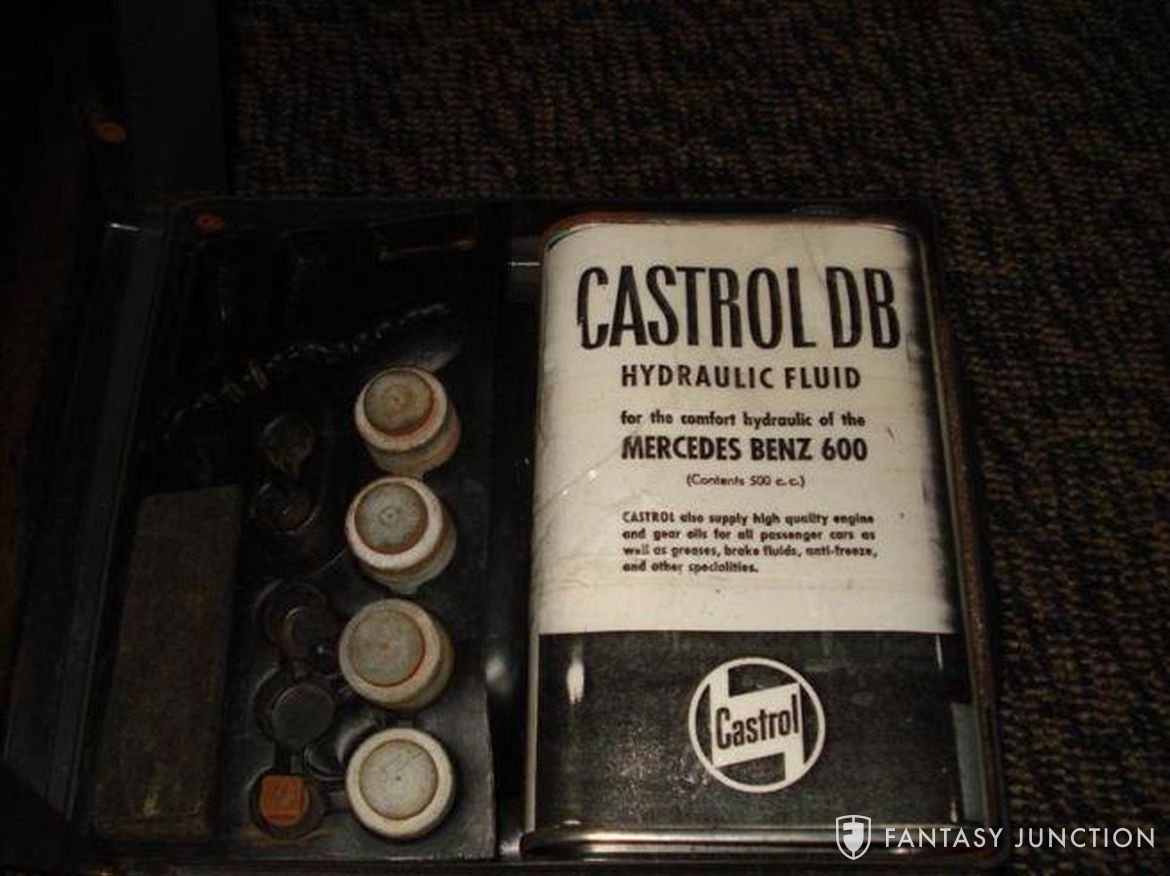 CASTROL DB
HYDRAULIC FLUID
for the comfort hydraulic of the
MERCEDES BENZ 600
(Contents 500 c.c.)
CASTROL also supply high quality engine
and gear oils for all passenger cars as
well as greases, brake fluids, anti-freeze,
and other specialities.
Castrol
FANTASY JUNCTION